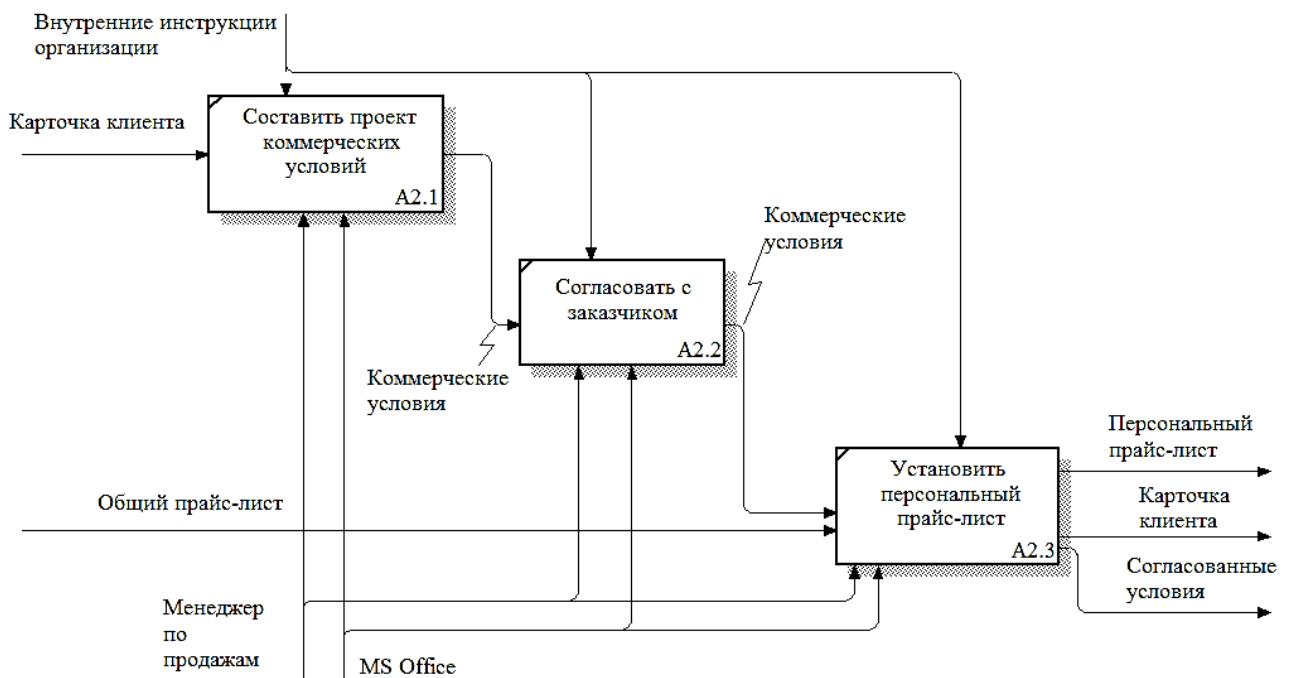 Внутренние инструкции
организации
Карточка клиента
Составить проект
коммерческих
условий
A2.1
Коммерческие
условия
Согласовать с
заказчиком
A2.2
Коммерческие
условия
Общий прайс-лист
Установить
персональный
прайс-лист
A2.3
Персональный
прайс-лист
Карточка
клиента
Согласованные
условия
Менеджер
по
продажам
MS Office